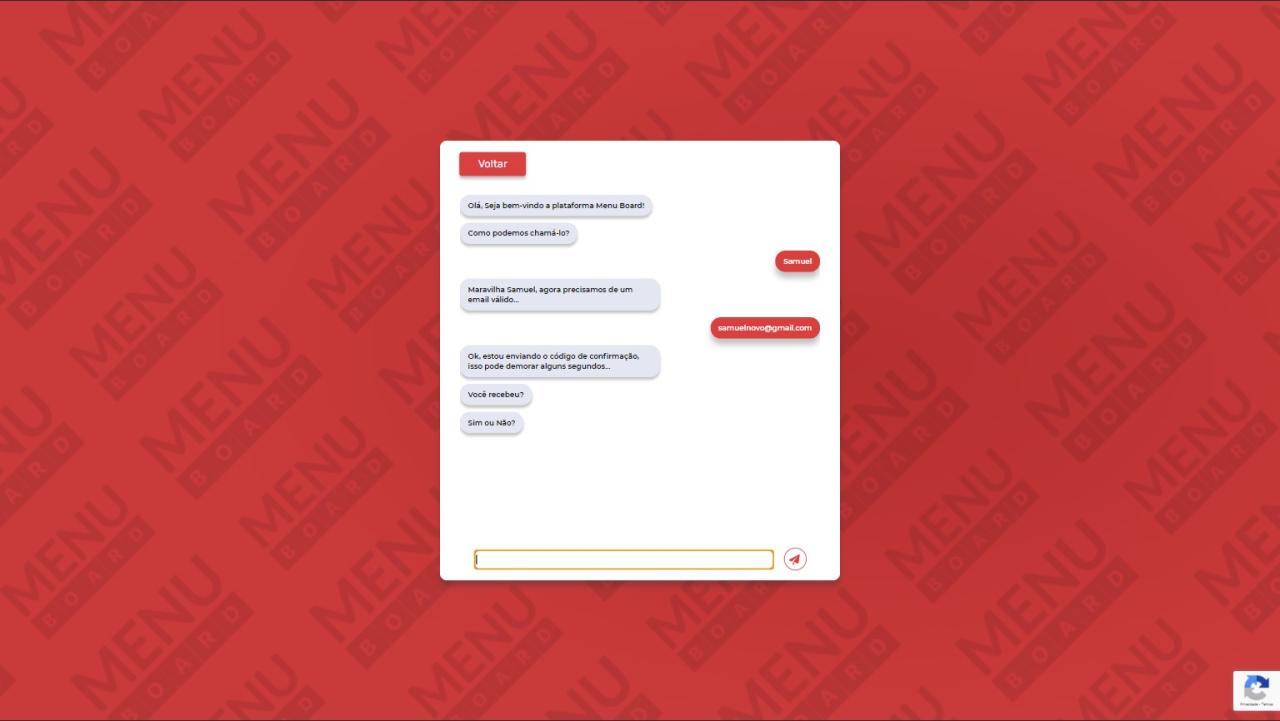 Voltar
Olá, Seja bem-vindo a plataforma Menu Board!
Como podemos chamá-lo?
Samuel
Maravilha Samuel, agora precisamos de um
email válido...
samuelnovo@gmail.com
Ok, estou enviando o código de confirmação,
isso pode demorar alguns segundos...
Você recebeu?
Sim ou Não?
MENU
BOARD
Privacidade - Termos